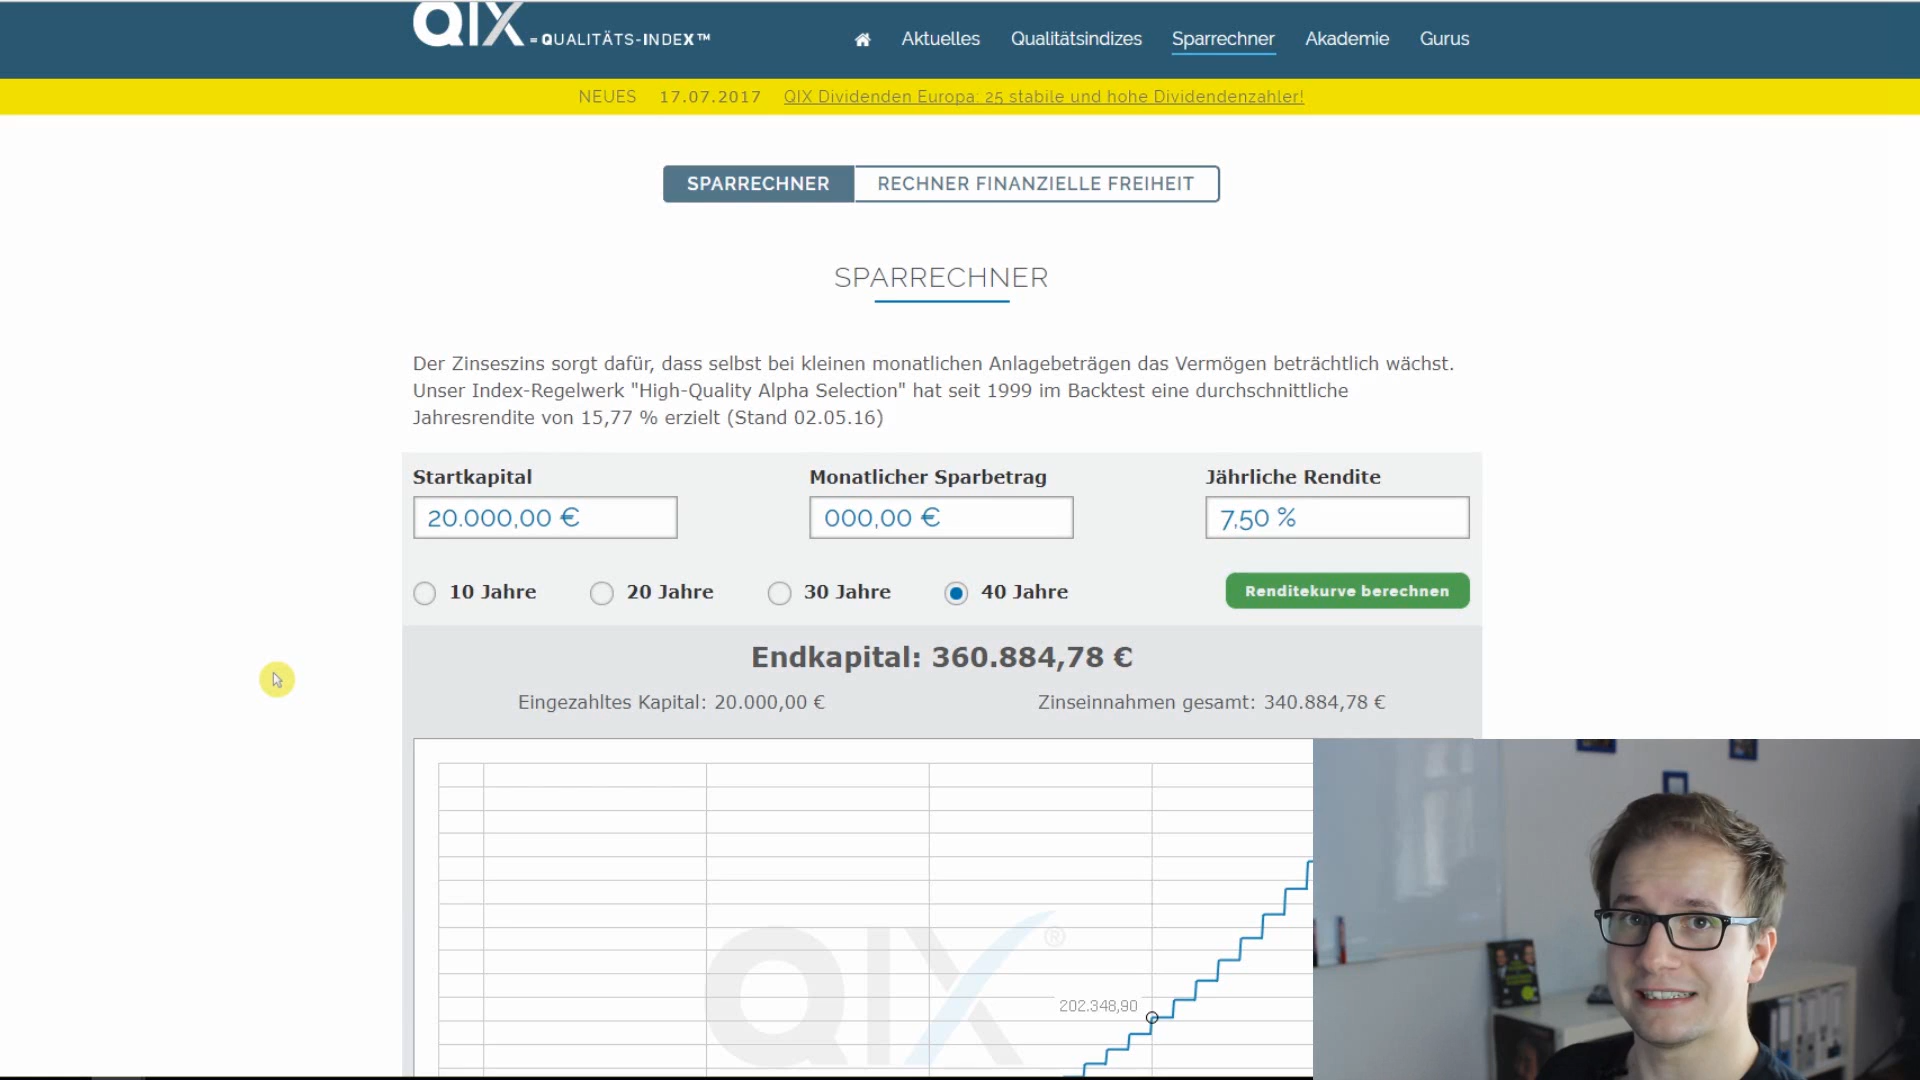 QIX = QUALITÄTS-INDEX™
Aktuelles Qualitätsindizes Sparrechner Akademie Gurus
NEUES 17.07.2017 QIX Dividenden Europa: 25 stabile und hohe Dividendenzahler!
SPARRECHNER RECHNER FINANZIELLE FREIHEIT
SPARRECHNER
Der Zinseszins sorgt dafür, dass selbst bei kleinen monatlichen Anlagebeträgen das Vermögen beträchtlich wächst.
Unser Index-Regelwerk "High-Quality Alpha Selection" hat seit 1999 im Backtest eine durchschnittliche
Jahresrendite von 15,77 % erzielt (Stand 02.05.16)
Startkapital Monatlicher Sparbetrag Jährliche Rendite
20.000,00 € 000,00 € 7,50 %
10 Jahre 20 Jahre 30 Jahre 40 Jahre Renditekurve berechnen
Endkapital: 360.884,78 €
Eingezahltes Kapital: 20.000,00 € Zinseinnahmen gesamt: 340.884,78 €
QIX ®
202.348,90